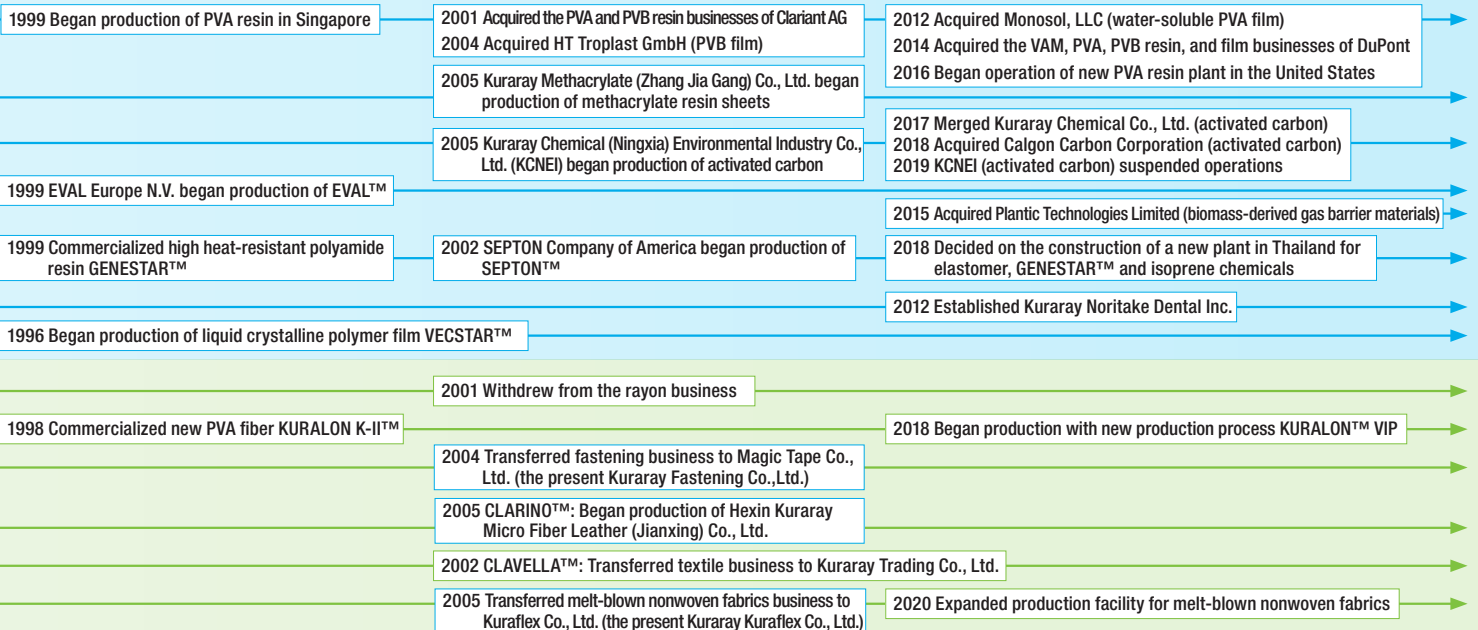 1999 Began production of PVA resin in Singapore
2001 Acquired the PVA and PVB resin businesses of Clariant AG
2004 Acquired HT Troplast GmbH (PVB film)
2012 Acquired Monosol, LLC (water-soluble PVA film)
2014 Acquired the VAM, PVA, PVB resin, and film businesses of DuPont
2016 Began operation of new PVA resin plant in the United States
2005 Kuraray Methacrylate (Zhang Jia Gang) Co., Ltd. began
production of methacrylate resin sheets
2005 Kuraray Chemical (Ningxia) Environmental Industry Co.,
Ltd. (KCNEI) began production of activated carbon
2017 Merged Kuraray Chemical Co., Ltd. (activated carbon)
2018 Acquired Calgon Carbon Corporation (activated carbon)
2019 KCNEI (activated carbon) suspended operations
1999 EVAL Europe N.V. began production of EVAL™
2015 Acquired Plantic Technologies Limited (biomass-derived gas barrier materials)
1999 Commercialized high heat-resistant polyamide
resin GENESTAR™
2002 SEPTON Company of America began production of
SEPTON™
2018 Decided on the construction of a new plant in Thailand for
elastomer, GENESTAR™ and isoprene chemicals
2012 Established Kuraray Noritake Dental Inc.
1996 Began production of liquid crystalline polymer film VECSTAR™
2001 Withdrew from the rayon business
1998 Commercialized new PVA fiber KURALON K-II™
2018 Began production with new production process KURALON™ VIP
2004 Transferred fastening business to Magic Tape Co.,
Ltd. (the present Kuraray Fastening Co.,Ltd.)
2005 CLARINO™: Began production of Hexin Kuraray
Micro Fiber Leather (Jianxing) Co., Ltd.
2002 CLAVELLA™: Transferred textile business to Kuraray Trading Co., Ltd.
2005 Transferred melt-blown nonwoven fabrics business to
Kuraflex Co., Ltd. (the present Kuraray Kuraflex Co., Ltd.)
2020 Expanded production facility for melt-blown nonwoven fabrics